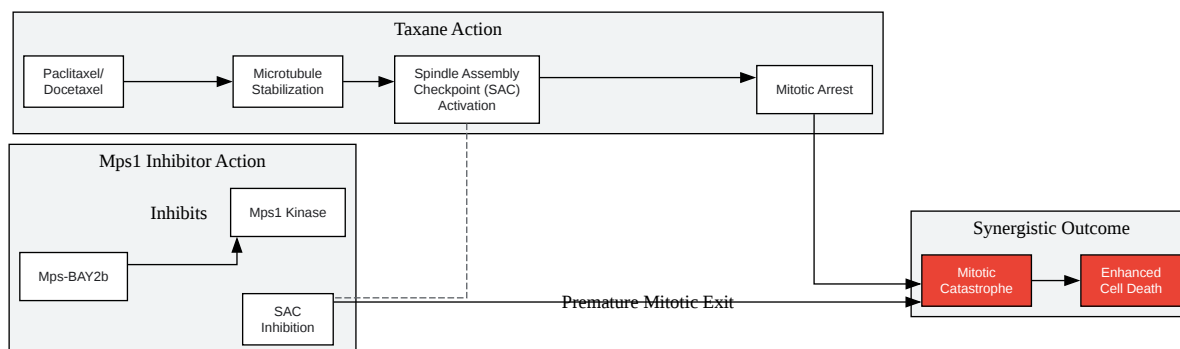 Taxane Action
Paclitaxel/
Docetaxel
Microtubule
Stabilization
Spindle Assembly
Checkpoint (SAC)
Activation
Mitotic Arrest
Mps1 Inhibitor Action
Inhibits
Mps1 Kinase
Mps-BAY2b
SAC
Inhibition
Premature Mitotic Exit
Synergistic Outcome
Mitotic
Catastrophe
Enhanced
Cell Death